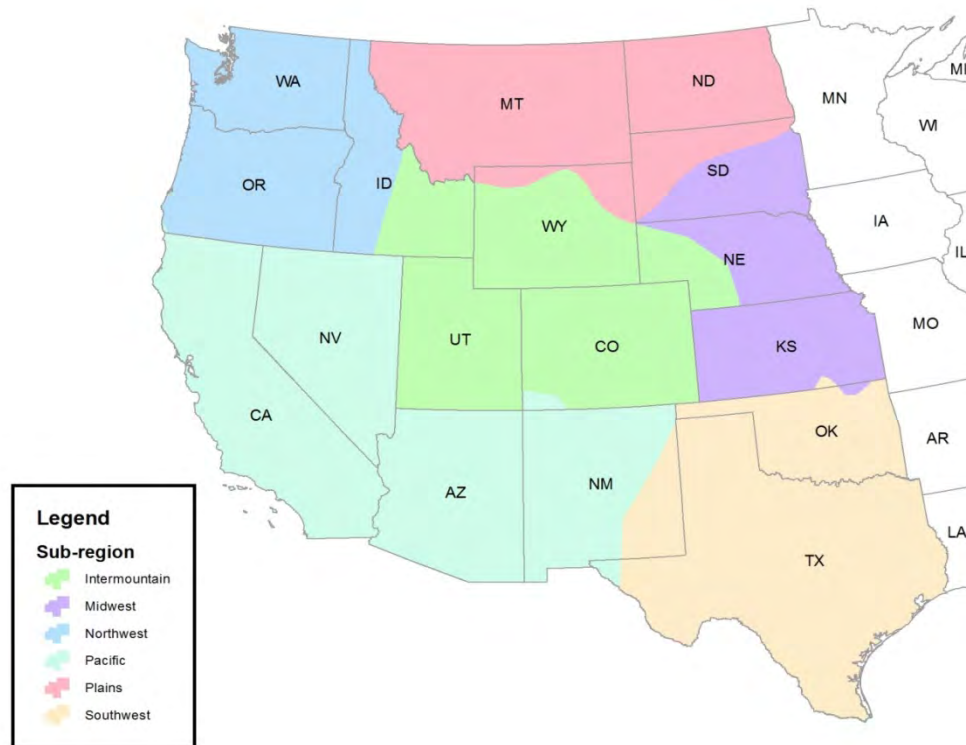 WA
MT
ND
MN
MI
WI
OR
ID
SD
WY
IA
NE
IL
NV
UT
CO
KS
MO
CA
OK
AR
AZ
NM
TX
LA
Legend
Sub-region
Intermountain
Midwest
Northwest
Pacific
Plains
Southwest